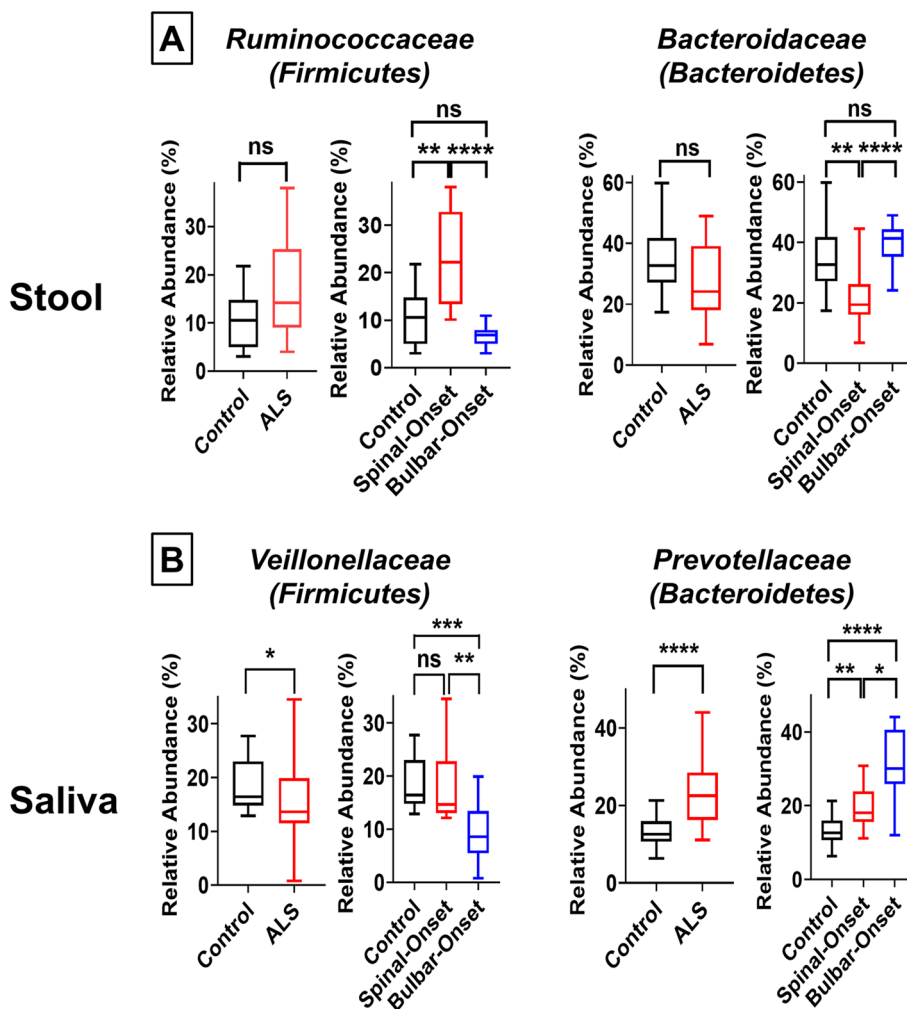 A
Ruminococcaceae
(Firmicutes)
Bacteroidaceae
(Bacteroidetes)
Stool
Relative Abundance (%)
30
20
10
0
ns
Control
ALS
Relative Abundance (%)
30
20
10
0
ns
** ****
Control
Spinal-Onset
Bulbar-Onset
Relative Abundance (%)
60
40
20
0
ns
Control
ALS
Relative Abundance (%)
60
40
20
0
ns
** ****
Control
Spinal-Onset
Bulbar-Onset
B
Veillonellaceae
(Firmicutes)
Prevotellaceae
(Bacteroidetes)
Saliva
Relative Abundance (%)
30
20
10
0
*
Control
ALS
Relative Abundance (%)
30
20
10
0
***
ns **
Control
Spinal-Onset
Bulbar-Onset
Relative Abundance (%)
40
20
0
****
Control
ALS
Relative Abundance (%)
40
20
0
****
** *
Control
Spinal-Onset
Bulbar-Onset